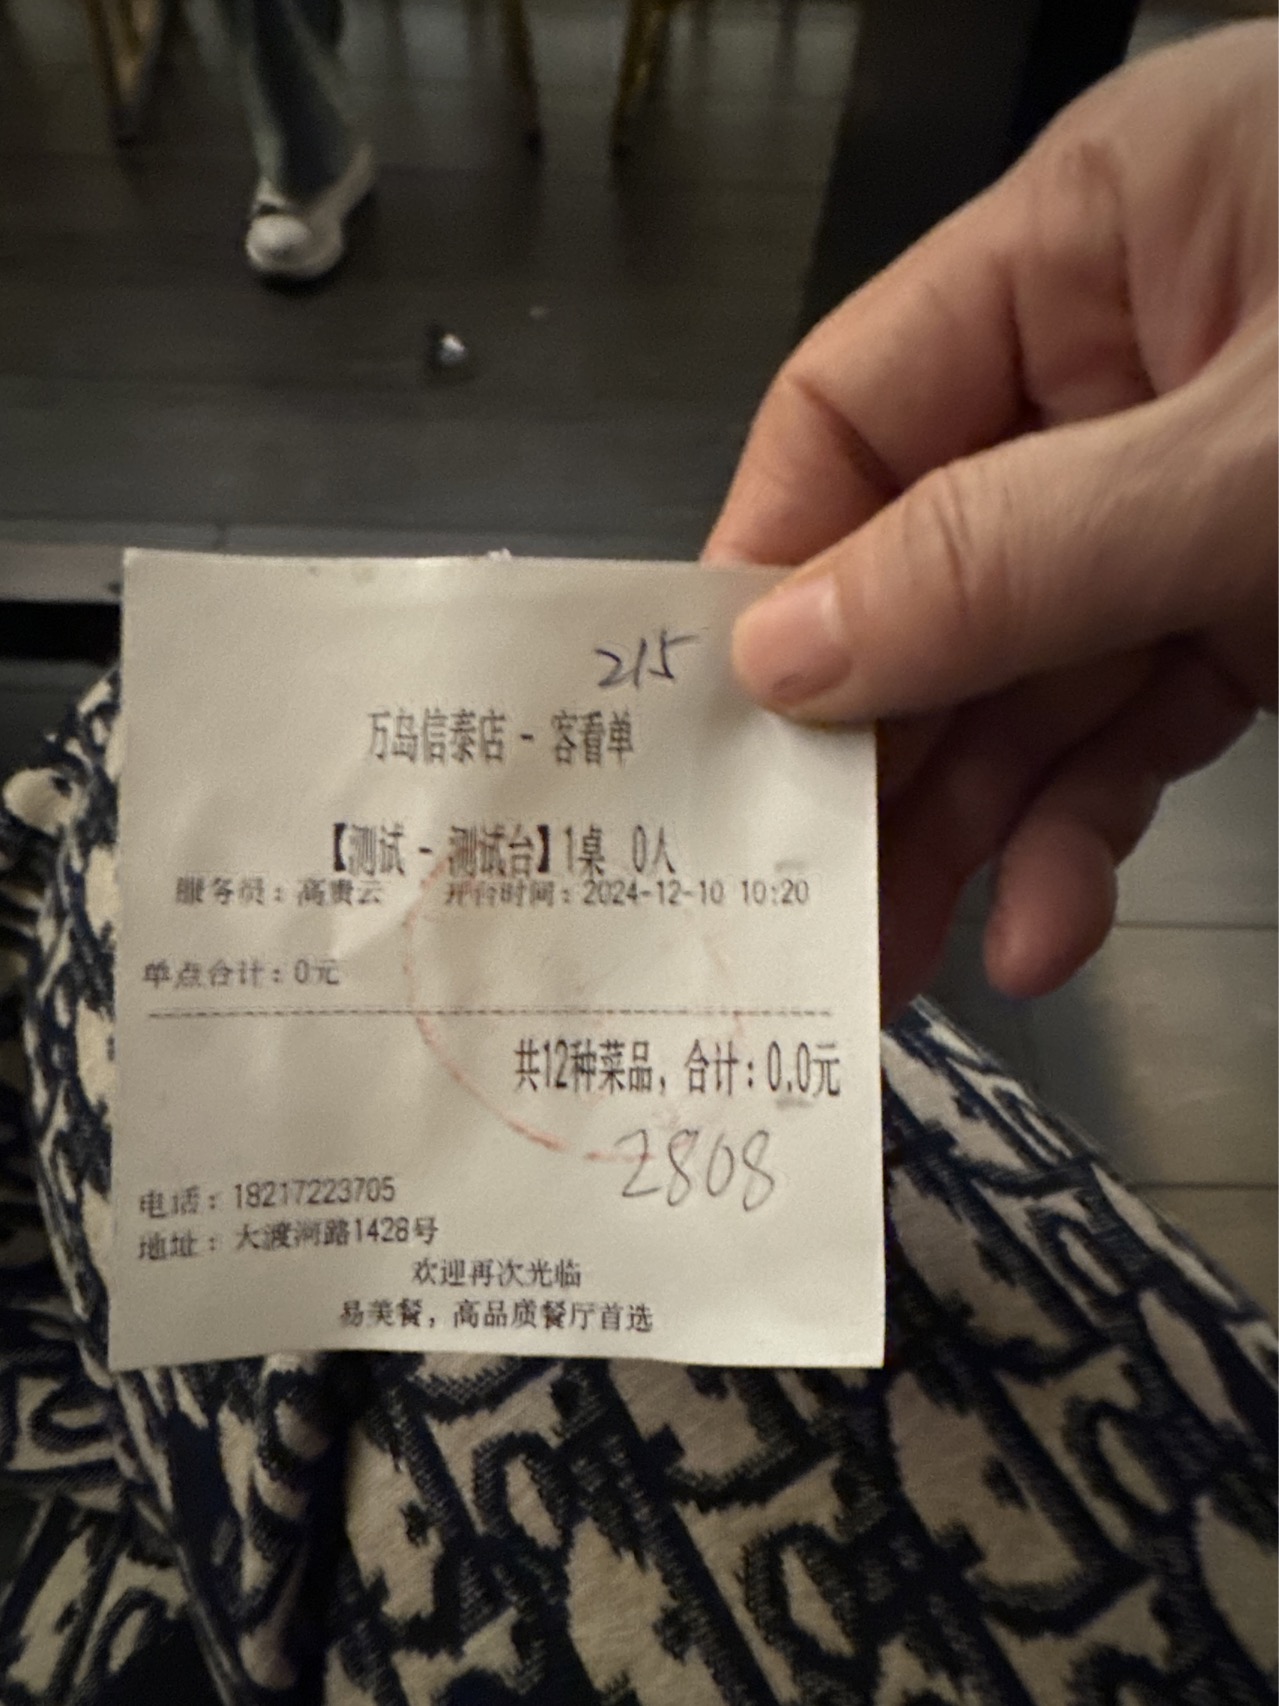 215
万岛信泰店 - 客看单
【测试 - 测试台】1桌 0人
服务员：高贵云 开台时间：2024-12-10 10:20
单点合计：0元
共12种菜品，合计：0.0元
2808
电话：18217223705
地址：大渡河路1428号
欢迎再次光临
易美餐，高品质餐厅首选